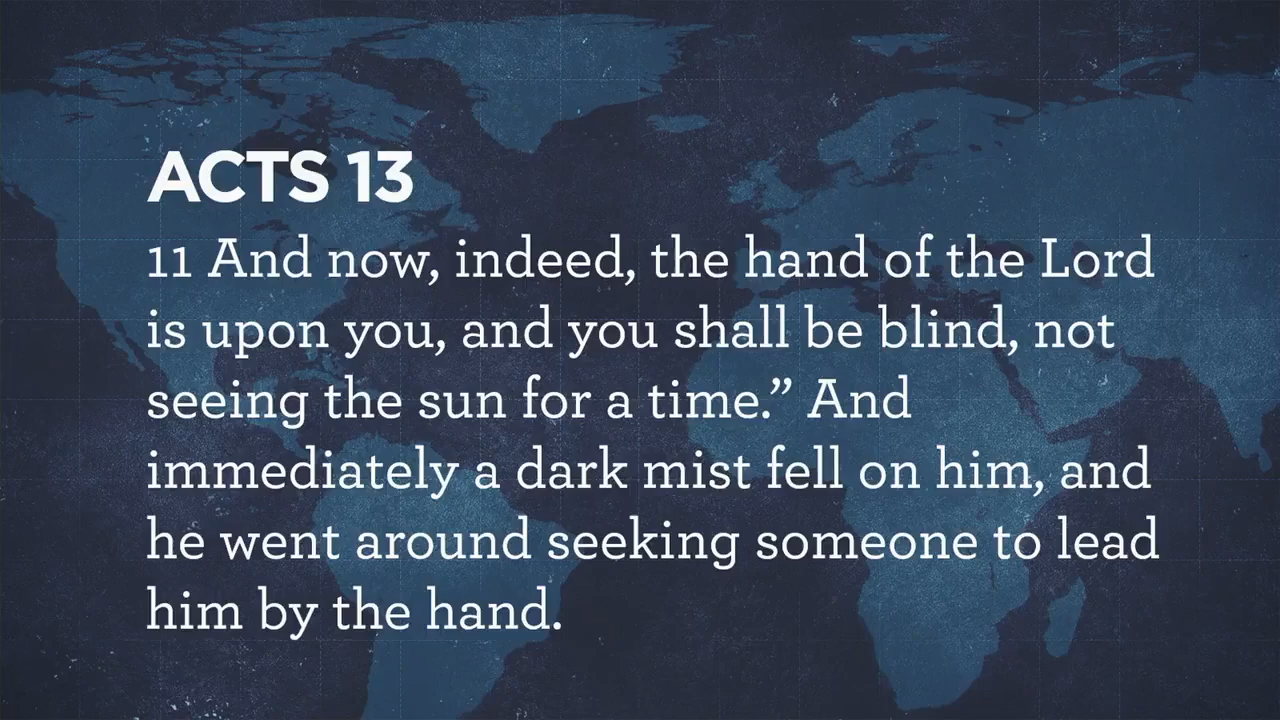 ACTS 13
11 And now, indeed, the hand of the Lord
is upon you, and you shall be blind, not
seeing the sun for a time.” And
immediately a dark mist fell on him, and
he went around seeking someone to lead
him by the hand.